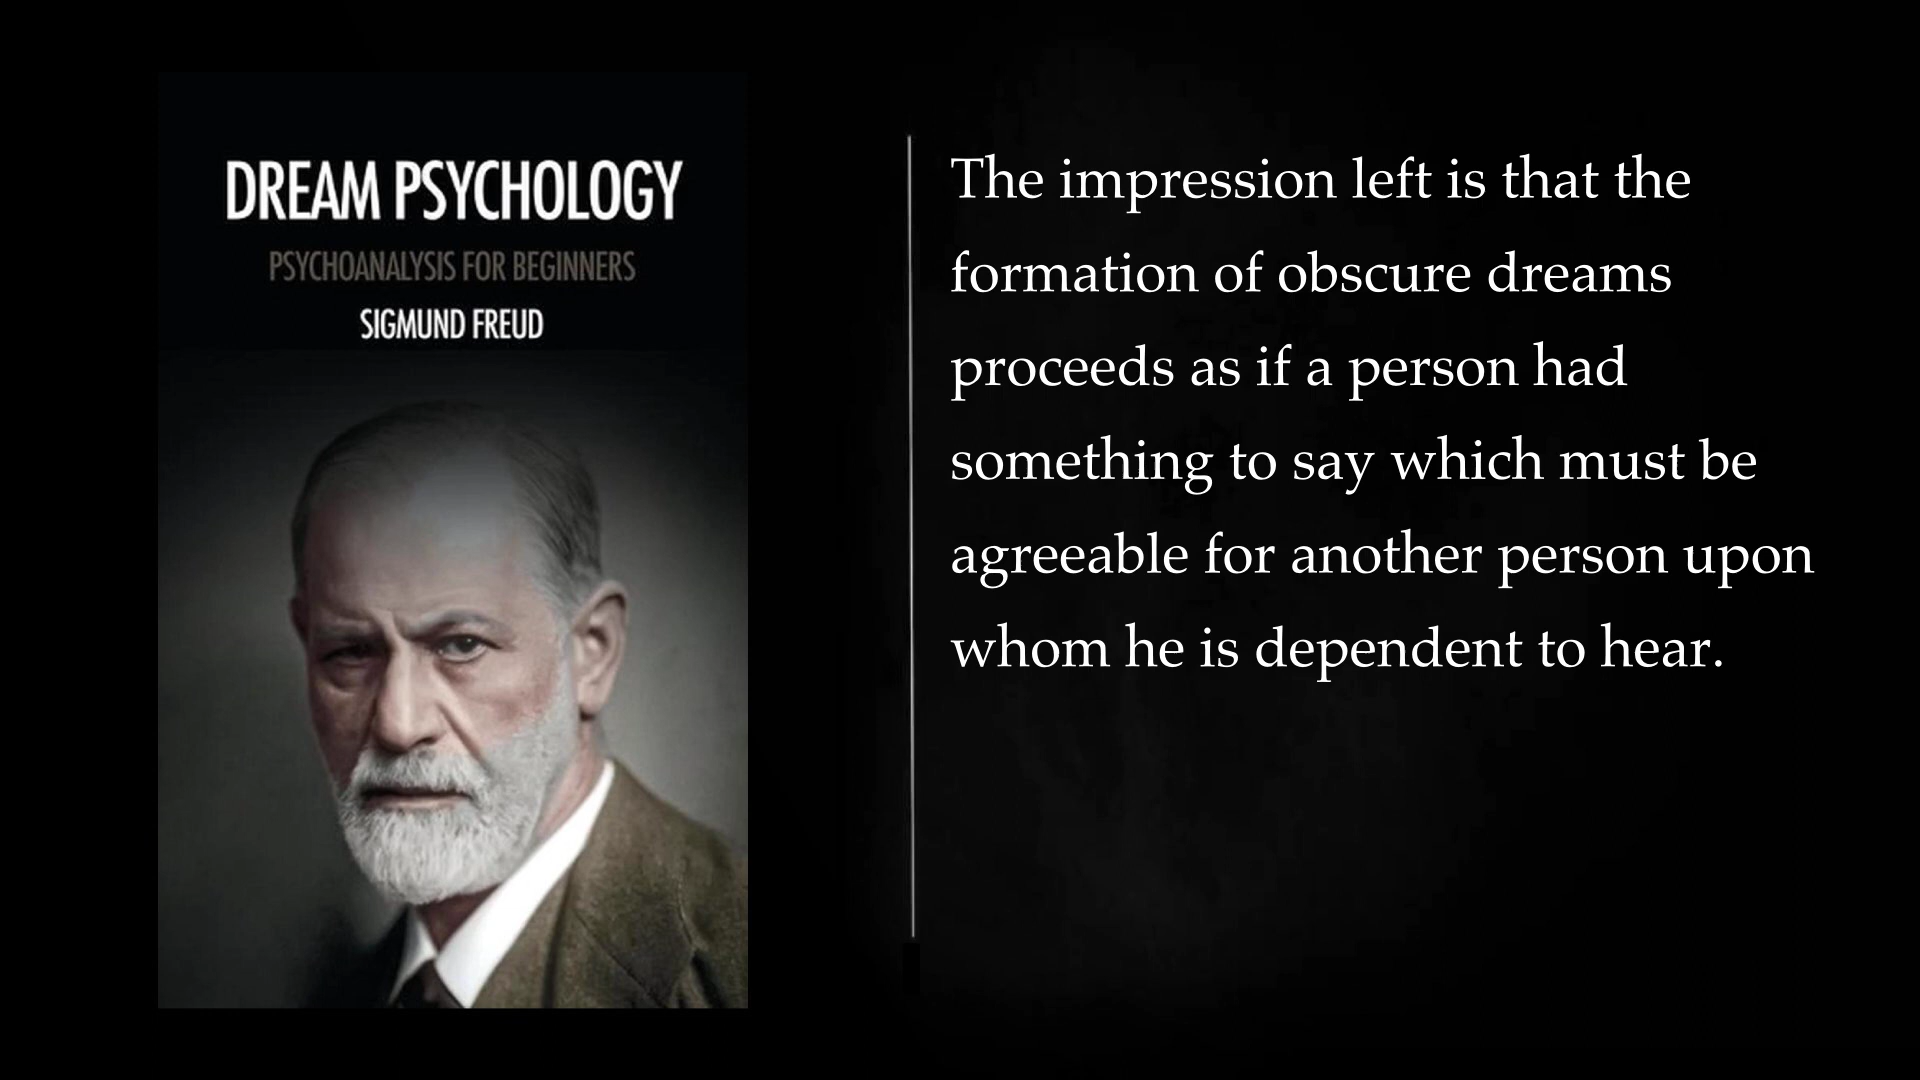 DREAM PSYCHOLOGY
PSYCHOANALYSIS FOR BEGINNERS
SIGMUND FREUD
The impression left is that the
formation of obscure dreams
proceeds as if a person had
something to say which must be
agreeable for another person upon
whom he is dependent to hear.